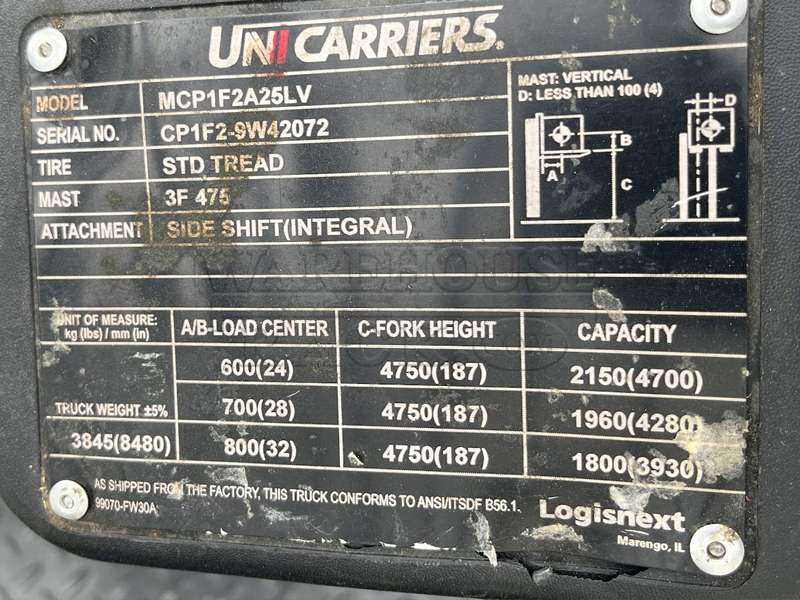 UNICARRIERS®
MODEL MCP1F2A25LV
SERIAL NO. CP1F2-9W42072
TIRE STD TREAD
MAST 3F 475
ATTACHMENT SIDE SHIFT(INTEGRAL)
MAST: VERTICAL
D: LESS THAN 100 (4)
D
B
A
C
WAREHOUSE
UNIT OF MEASURE: kg (lbs) / mm (in) A/B-LOAD CENTER C-FORK HEIGHT CAPACITY
600(24) 4750(187) 2150(4700)
TRUCK WEIGHT ±5% 700(28) 4750(187) 1960(4280)
3845(8480) 800(32) 4750(187) 1800(3930)
AS SHIPPED FROM THE FACTORY, THIS TRUCK CONFORMS TO ANSI/ITSDF B56.1.
99070-FW30A
Logisnext
Marengo, IL